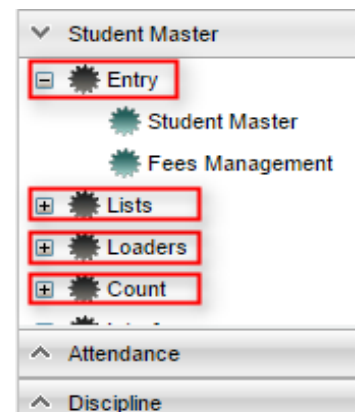 Student Master
Entry
Student Master
Fees Management
Lists
Loaders
Count
Attendance
Discipline